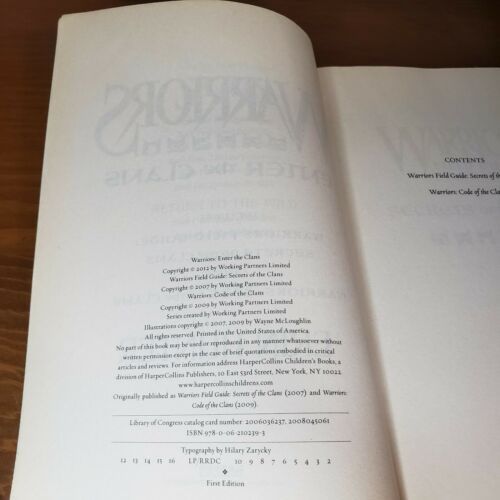 Warriors: Enter the Clans
Copyright © 2012 by Working Partners Limited
Warriors Field Guide: Secrets of the Clans
Copyright © 2007 by Working Partners Limited
Warriors: Code of the Clans
Copyright © 2009 by Working Partners Limited
Series created by Working Partners Limited
Illustrations copyright © 2007, 2009 by Wayne McLoughlin
All rights reserved. Printed in the United States of America.
No part of this book may be used or reproduced in any manner whatsoever without
written permission except in the case of brief quotations embodied in critical
articles and reviews. For information address HarperCollins Children's Books, a
division of HarperCollins Publishers, 10 East 53rd Street, New York, NY 10022.
www.harpercollinschildrens.com
Originally published as Warriors Field Guide: Secrets of the Clans (2007) and Warriors:
Code of the Clans (2009).
Library of Congress catalog card number: 2006036237, 2008045061
ISBN 978-0-06-210239-3
Typography by Hilary Zarycky
12 13 14 15 16 LP/RRDC 10 9 8 7 6 5 4 3 2
First Edition
CONTENTS
Warriors Field Guide: Secrets of the
Warriors: Code of the Cla